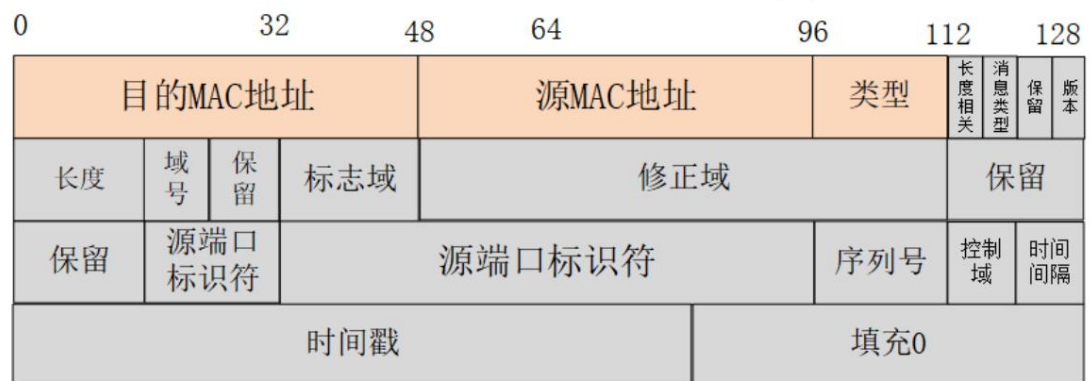 0 32 48 64 96 112 128
目的MAC地址 源MAC地址 类型 长度相关 消息类型 保留 版本
长度 域号 保留 标志域 修正域 保留
保留 源端口标识符 源端口标识符 序列号 控制域 时间间隔
时间戳 填充0